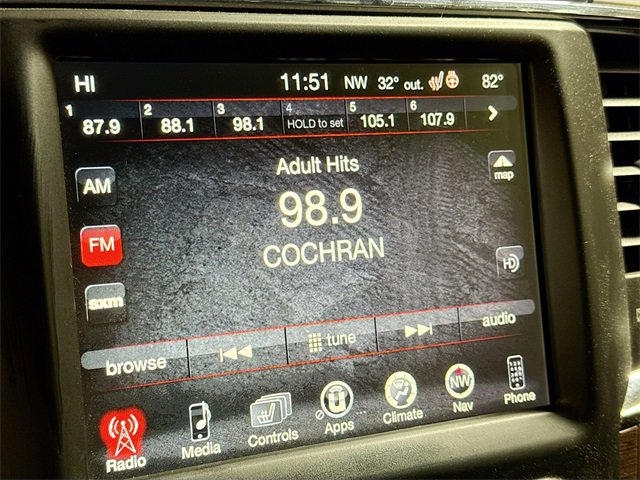 HI 11:51 NW 32° out. 82°
1 2 3 4 5 6
87.9 88.1 98.1 HOLD to set 105.1 107.9
Adult Hits
98.9
COCHRAN
map
AM
FM
HD
sxm
browse tune audio
Radio Media Controls Apps Climate Nav Phone
NW